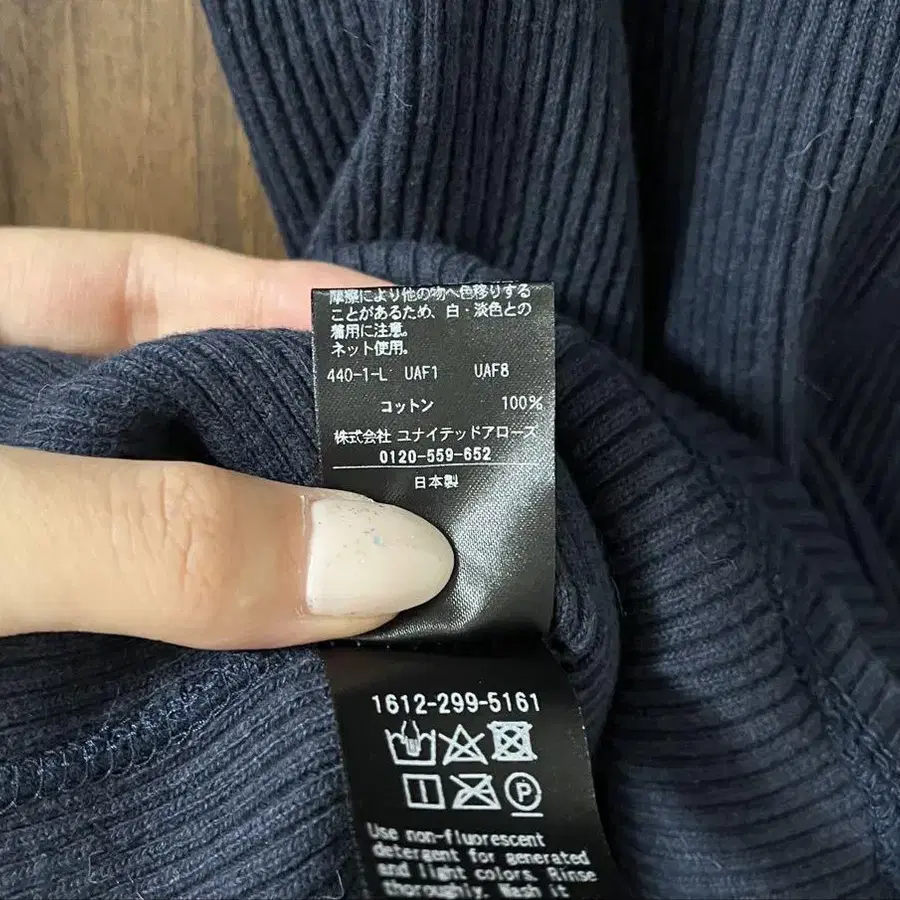 摩擦により他の物へ色移りする
ことがあるため、白・淡色との
着用に注意。
ネット使用。
440-1-L UAF1 UAF8
コットン 100%
株式会社 ユナイテッドアローズ
0120-559-652
日本製
1612-299-5161
P
Use non-fluorescent
detergent for generated
and light colors. Rinse
thoroughly. Wash it